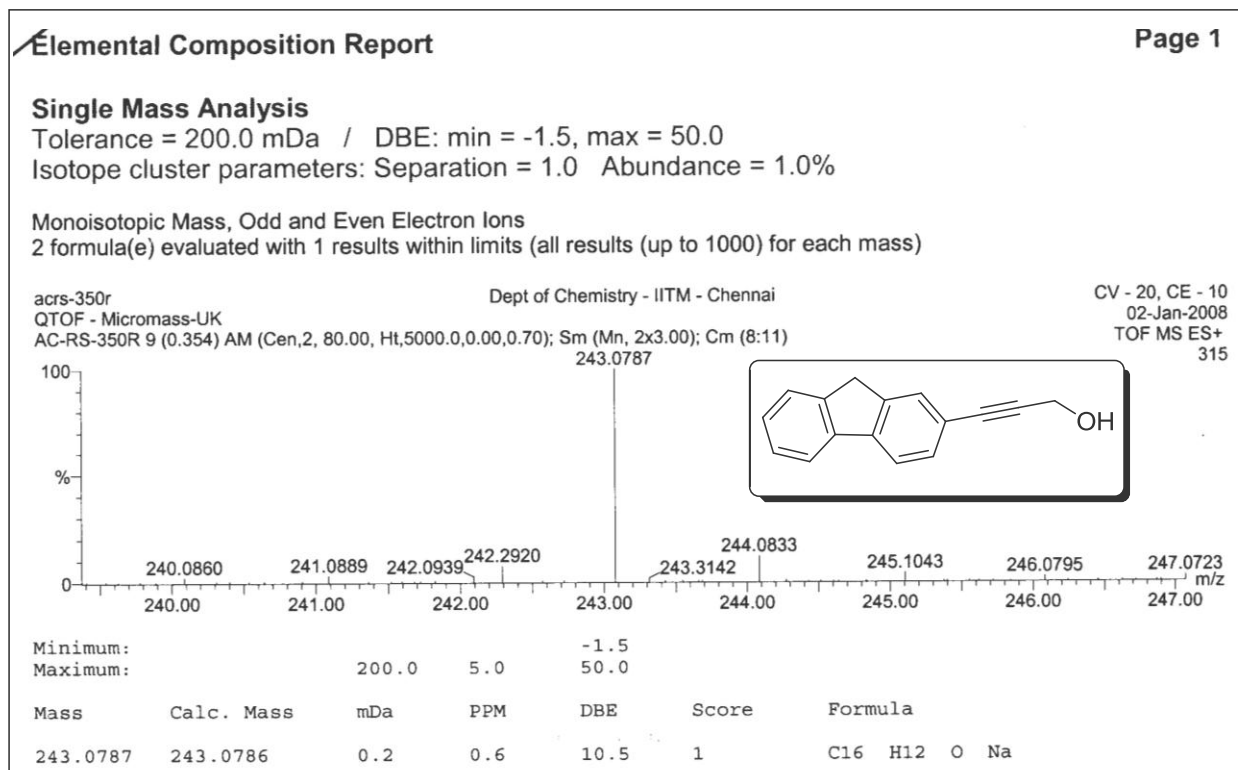 Elemental Composition Report Page 1
Single Mass Analysis
Tolerance = 200.0 mDa / DBE: min = -1.5, max = 50.0
Isotope cluster parameters: Separation = 1.0 Abundance = 1.0%
Monoisotopic Mass, Odd and Even Electron Ions
2 formula(e) evaluated with 1 results within limits (all results (up to 1000) for each mass)
acrs-350r Dept of Chemistry - IITM - Chennai CV - 20, CE - 10
QTOF - Micromass-UK 02-Jan-2008
AC-RS-350R 9 (0.354) AM (Cen,2, 80.00, Ht,5000.0,0.00,0.70); Sm (Mn, 2x3.00); Cm (8:11) TOF MS ES+
315
243.0787
100
OH
%
240.0860 241.0889 242.0939 242.2920 243.3142 244.0833 245.1043 246.0795 247.0723
0 m/z
240.00 241.00 242.00 243.00 244.00 245.00 246.00 247.00
Minimum: -1.5
Maximum: 200.0 5.0 50.0
Mass Calc. Mass mDa PPM DBE Score Formula
243.0787 243.0786 0.2 0.6 10.5 1 C16 H12 O Na